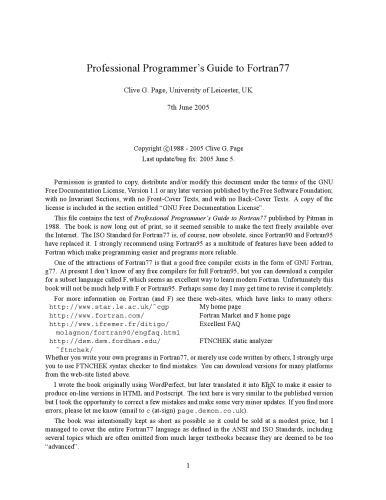 Professional Programmer's Guide to Fortran77
Clive G. Page, University of Leicester, UK
7th June 2005
Copyright ©1988 - 2005 Clive G. Page
Last update/bug fix: 2005 June 5.
Permission is granted to copy, distribute and/or modify this document under the terms of the GNU
Free Documentation License, Version 1.1 or any later version published by the Free Software Foundation;
with no Invariant Sections, with no Front-Cover Texts, and with no Back-Cover Texts. A copy of the
license is included in the section entitled "GNU Free Documentation License".
This file contains the text of Professional Programmer's Guide to Fortran77 published by Pitman in
1988. The book is now long out of print, so it seemed sensible to make the text freely available over
the Internet. The ISO Standard for Fortran77 is, of course, now obsolete, since Fortran90 and Fortran95
have replaced it. I strongly recommend using Fortran95 as a multitude of features have been added to
Fortran which make programming easier and programs more reliable.
One of the attractions of Fortran77 is that a good free compiler exists in the form of GNU Fortran,
g77. At present I don't know of any free compilers for full Fortran95, but you can download a compiler
for a subset language called F, which seems an excellent way to learn modern Fortran. Unfortunately this
book will not be much help with F or Fortran95. Perhaps some day I may get time to revise it completely.
For more information on Fortran (and F) see these web-sites, which have links to many others:
http://www.star.le.ac.uk/~cgp My home page
http://www.fortran.com/ Fortran Market and F home page
http://www.ifremer.fr/ditigo/ Excellent FAQ
molagnon/fortran90/engfaq.html
http://dsm.dsm.fordham.edu/ FTNCHEK static analyzer
~ftnchek/
Whether you write your own programs in Fortran77, or merely use code written by others, I strongly urge
you to use FTNCHEK syntax checker to find mistakes. You can download versions for many platforms
from the web-site listed above.
I wrote the book originally using WordPerfect, but later translated it into LATEX to make it easier to
produce on-line versions in HTML and Postscript. The text here is very similar to the published version
but I took the opportunity to correct a few mistakes and make some very minor updates. If you find more
errors, please let me know (email to c (at-sign) page.demon.co.uk).
The book was intentionally kept as short as possible so it could be sold at a modest price, but I
managed to cover the entire Fortran77 language as defined in the ANSI and ISO Standards, including
several topics which are often omitted from much larger textbooks because they are deemed to be too
"advanced".
1